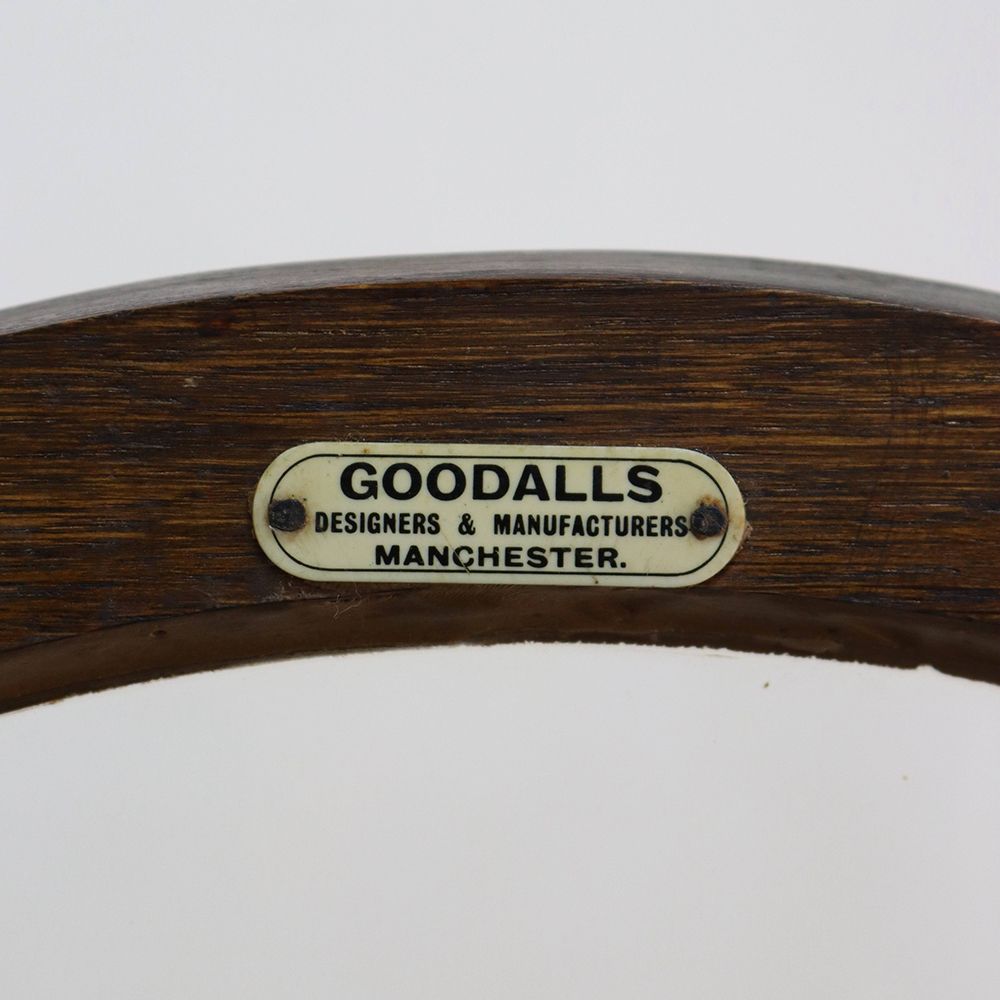 GOODALLS
DESIGNERS & MANUFACTURERS
MANCHESTER.